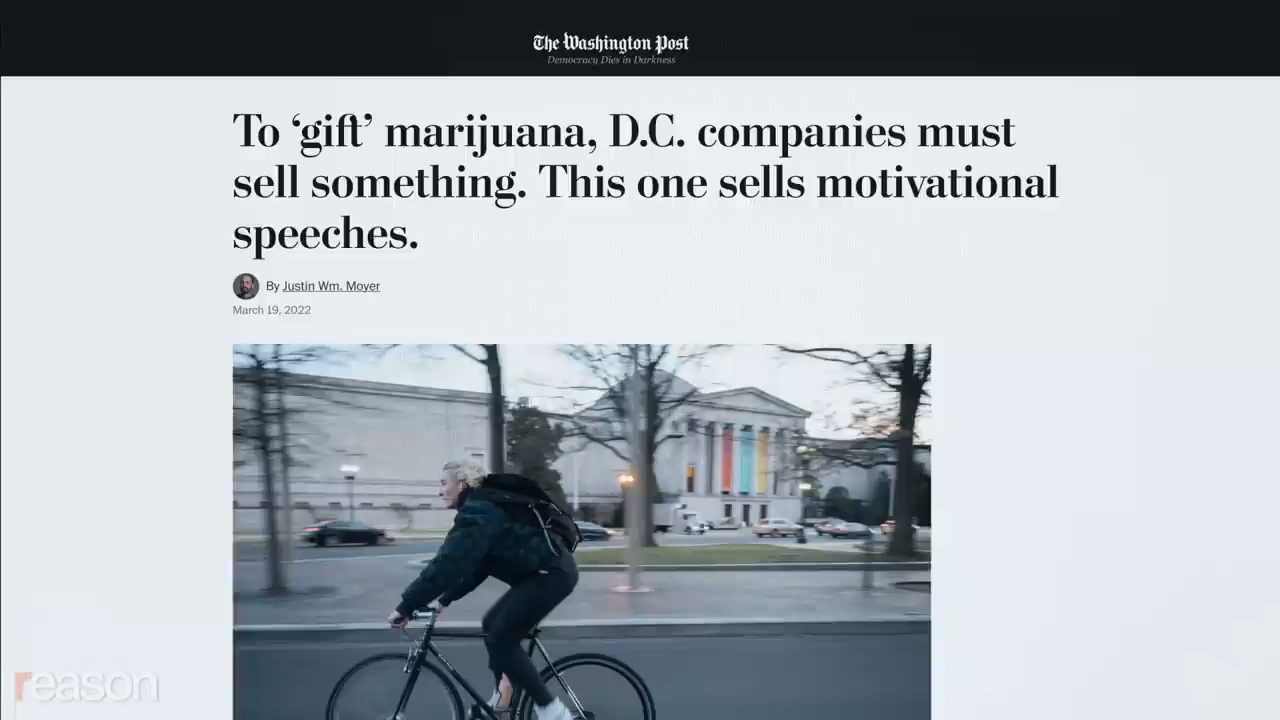 The Washington Post
Democracy Dies in Darkness
To ‘gift’ marijuana, D.C. companies must
sell something. This one sells motivational
speeches.
By Justin Wm. Moyer
March 19, 2022
reason